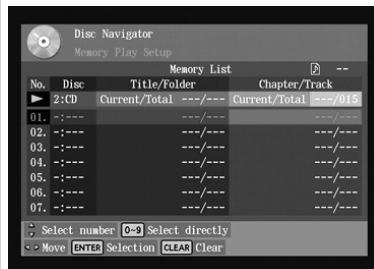 Disc Navigator
Memory Play Setup
Memory List --
No. Disc Title/Folder Chapter/Track
2:CD Current/Total ---/--- Current/Total ---/015
01. -:--- ---/--- ---/---
02. -:--- ---/--- ---/---
03. -:--- ---/--- ---/---
04. -:--- ---/--- ---/---
05. -:--- ---/--- ---/---
06. -:--- ---/--- ---/---
07. -:--- ---/--- ---/---
Select number 0~9 Select directly
Move ENTER Selection CLEAR Clear